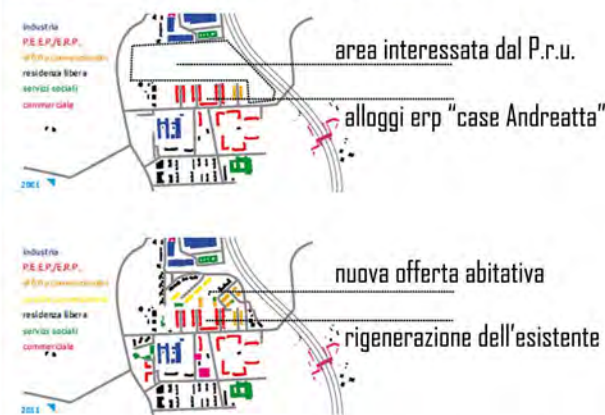 industria
P.E.E.P./E.R.P.
residenza libera
servizi sociali
commerciale
2001
area interessata dal P.r.u.
alloggi erp "case Andreatta"
industria
P.E.E.P./E.R.P.
residenza libera
servizi sociali
commerciale
2011
nuova offerta abitativa
rigenerazione dell'esistente